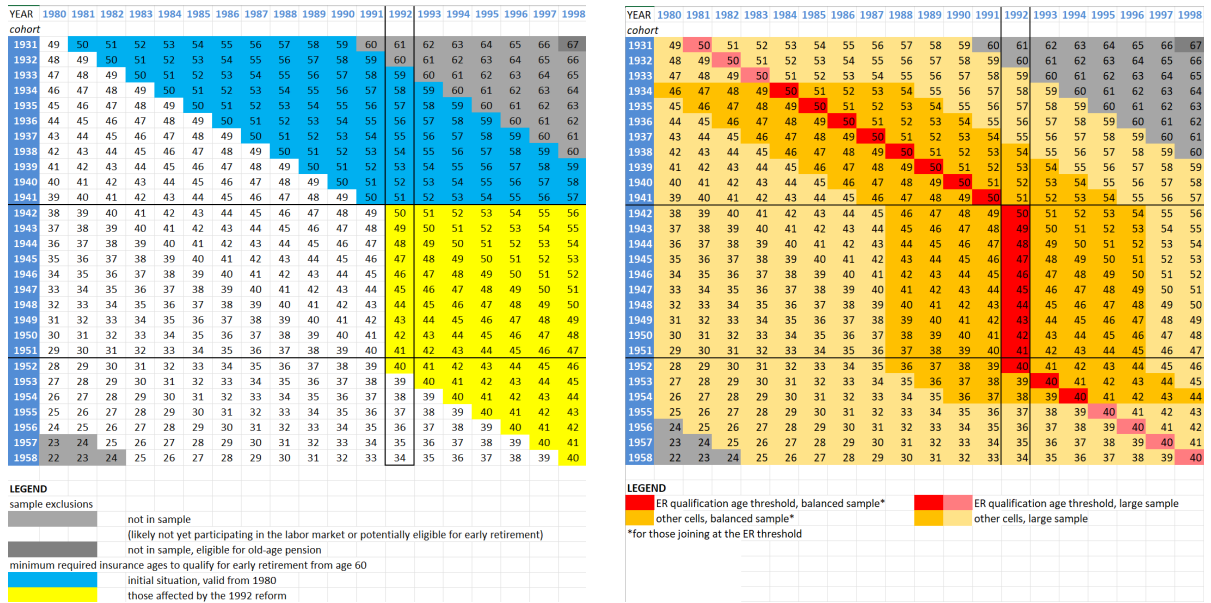 YEAR 1980 1981 1982 1983 1984 1985 1986 1987 1988 1989 1990 1991 1992 1993 1994 1995 1996 1997 1998
cohort
1931 49 50 51 52 53 54 55 56 57 58 59 60 61 62 63 64 65 66 67
1932 48 49 50 51 52 53 54 55 56 57 58 59 60 61 62 63 64 65 66
1933 47 48 49 50 51 52 53 54 55 56 57 58 59 60 61 62 63 64 65
1934 46 47 48 49 50 51 52 53 54 55 56 57 58 59 60 61 62 63 64
1935 45 46 47 48 49 50 51 52 53 54 55 56 57 58 59 60 61 62 63
1936 44 45 46 47 48 49 50 51 52 53 54 55 56 57 58 59 60 61 62
1937 43 44 45 46 47 48 49 50 51 52 53 54 55 56 57 58 59 60 61
1938 42 43 44 45 46 47 48 49 50 51 52 53 54 55 56 57 58 59 60
1939 41 42 43 44 45 46 47 48 49 50 51 52 53 54 55 56 57 58 59
1940 40 41 42 43 44 45 46 47 48 49 50 51 52 53 54 55 56 57 58
1941 39 40 41 42 43 44 45 46 47 48 49 50 51 52 53 54 55 56 57
1942 38 39 40 41 42 43 44 45 46 47 48 49 50 51 52 53 54 55 56
1943 37 38 39 40 41 42 43 44 45 46 47 48 49 50 51 52 53 54 55
1944 36 37 38 39 40 41 42 43 44 45 46 47 48 49 50 51 52 53 54
1945 35 36 37 38 39 40 41 42 43 44 45 46 47 48 49 50 51 52 53
1946 34 35 36 37 38 39 40 41 42 43 44 45 46 47 48 49 50 51 52
1947 33 34 35 36 37 38 39 40 41 42 43 44 45 46 47 48 49 50 51
1948 32 33 34 35 36 37 38 39 40 41 42 43 44 45 46 47 48 49 50
1949 31 32 33 34 35 36 37 38 39 40 41 42 43 44 45 46 47 48 49
1950 30 31 32 33 34 35 36 37 38 39 40 41 42 43 44 45 46 47 48
1951 29 30 31 32 33 34 35 36 37 38 39 40 41 42 43 44 45 46 47
1952 28 29 30 31 32 33 34 35 36 37 38 39 40 41 42 43 44 45 46
1953 27 28 29 30 31 32 33 34 35 36 37 38 39 40 41 42 43 44 45
1954 26 27 28 29 30 31 32 33 34 35 36 37 38 39 40 41 42 43 44
1955 25 26 27 28 29 30 31 32 33 34 35 36 37 38 39 40 41 42 43
1956 24 25 26 27 28 29 30 31 32 33 34 35 36 37 38 39 40 41 42
1957 23 24 25 26 27 28 29 30 31 32 33 34 35 36 37 38 39 40 41
1958 22 23 24 25 26 27 28 29 30 31 32 33 34 35 36 37 38 39 40
LEGEND
sample exclusions
not in sample
(likely not yet participating in the labor market or potentially eligible for early retirement)
not in sample, eligible for old-age pension
minimum required insurance ages to qualify for early retirement from age 60
initial situation, valid from 1980
those affected by the 1992 reform
YEAR 1980 1981 1982 1983 1984 1985 1986 1987 1988 1989 1990 1991 1992 1993 1994 1995 1996 1997 1998
cohort
1931 49 50 51 52 53 54 55 56 57 58 59 60 61 62 63 64 65 66 67
1932 48 49 50 51 52 53 54 55 56 57 58 59 60 61 62 63 64 65 66
1933 47 48 49 50 51 52 53 54 55 56 57 58 59 60 61 62 63 64 65
1934 46 47 48 49 50 51 52 53 54 55 56 57 58 59 60 61 62 63 64
1935 45 46 47 48 49 50 51 52 53 54 55 56 57 58 59 60 61 62 63
1936 44 45 46 47 48 49 50 51 52 53 54 55 56 57 58 59 60 61 62
1937 43 44 45 46 47 48 49 50 51 52 53 54 55 56 57 58 59 60 61
1938 42 43 44 45 46 47 48 49 50 51 52 53 54 55 56 57 58 59 60
1939 41 42 43 44 45 46 47 48 49 50 51 52 53 54 55 56 57 58 59
1940 40 41 42 43 44 45 46 47 48 49 50 51 52 53 54 55 56 57 58
1941 39 40 41 42 43 44 45 46 47 48 49 50 51 52 53 54 55 56 57
1942 38 39 40 41 42 43 44 45 46 47 48 49 50 51 52 53 54 55 56
1943 37 38 39 40 41 42 43 44 45 46 47 48 49 50 51 52 53 54 55
1944 36 37 38 39 40 41 42 43 44 45 46 47 48 49 50 51 52 53 54
1945 35 36 37 38 39 40 41 42 43 44 45 46 47 48 49 50 51 52 53
1946 34 35 36 37 38 39 40 41 42 43 44 45 46 47 48 49 50 51 52
1947 33 34 35 36 37 38 39 40 41 42 43 44 45 46 47 48 49 50 51
1948 32 33 34 35 36 37 38 39 40 41 42 43 44 45 46 47 48 49 50
1949 31 32 33 34 35 36 37 38 39 40 41 42 43 44 45 46 47 48 49
1950 30 31 32 33 34 35 36 37 38 39 40 41 42 43 44 45 46 47 48
1951 29 30 31 32 33 34 35 36 37 38 39 40 41 42 43 44 45 46 47
1952 28 29 30 31 32 33 34 35 36 37 38 39 40 41 42 43 44 45 46
1953 27 28 29 30 31 32 33 34 35 36 37 38 39 40 41 42 43 44 45
1954 26 27 28 29 30 31 32 33 34 35 36 37 38 39 40 41 42 43 44
1955 25 26 27 28 29 30 31 32 33 34 35 36 37 38 39 40 41 42 43
1956 24 25 26 27 28 29 30 31 32 33 34 35 36 37 38 39 40 41 42
1957 23 24 25 26 27 28 29 30 31 32 33 34 35 36 37 38 39 40 41
1958 22 23 24 25 26 27 28 29 30 31 32 33 34 35 36 37 38 39 40
LEGEND
ER qualification age threshold, balanced sample* ER qualification age threshold, large sample
other cells, balanced sample* other cells, large sample
*for those joining at the ER threshold